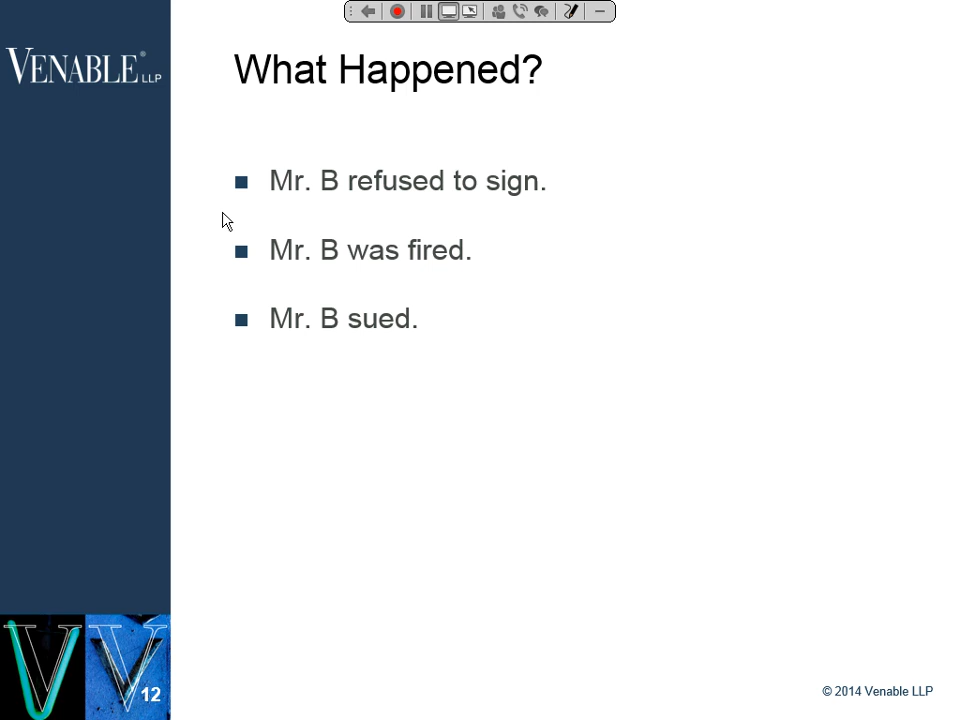 VENABLE® LLP
What Happened?
Mr. B refused to sign.
Mr. B was fired.
Mr. B sued.
12
© 2014 Venable LLP